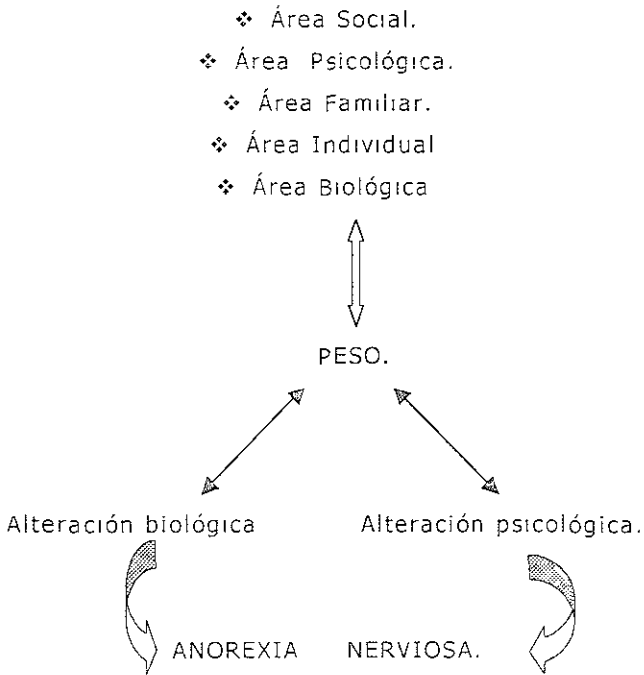 ❖ Área Social.
❖ Área Psicológica.
❖ Área Familiar.
❖ Área Individual
❖ Área Biológica
PESO.
Alteración biológica Alteración psicológica.
ANOREXIA NERVIOSA.